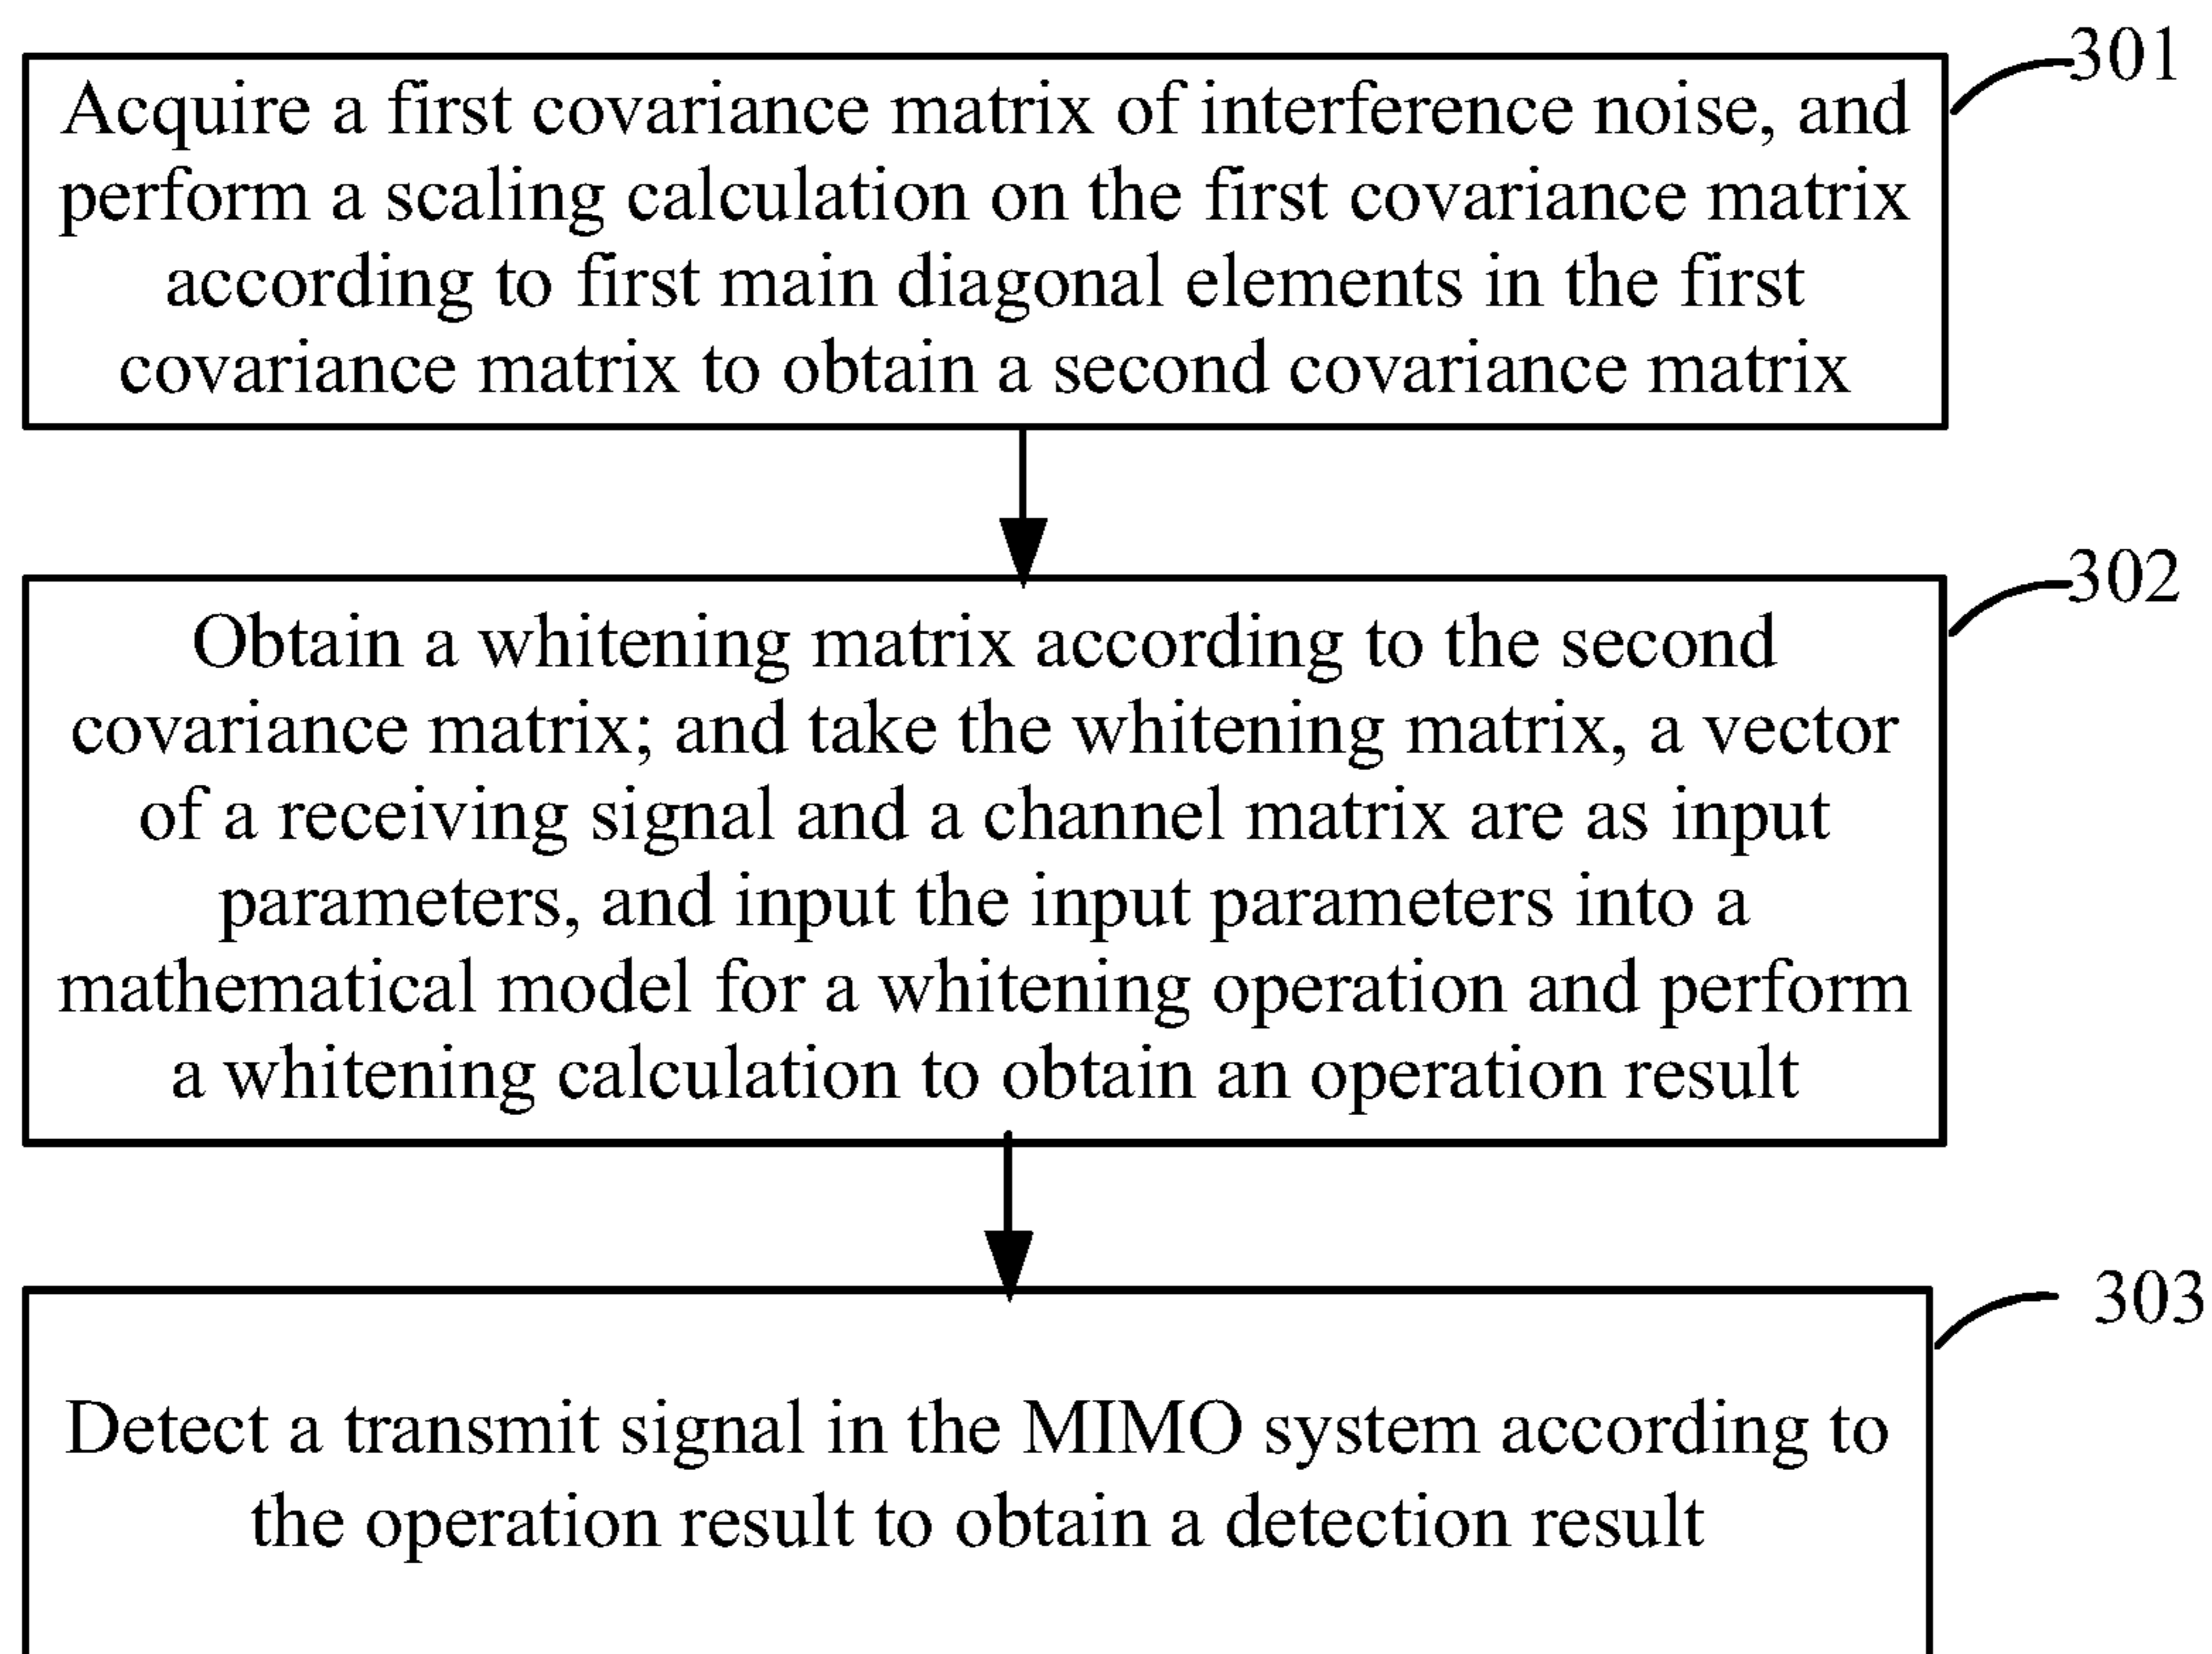 301
Acquire a first covariance matrix of interference noise, and
perform a scaling calculation on the first covariance matrix
according to first main diagonal elements in the first
covariance matrix to obtain a second covariance matrix
302
Obtain a whitening matrix according to the second
covariance matrix; and take the whitening matrix, a vector
of a receiving signal and a channel matrix are as input
parameters, and input the input parameters into a
mathematical model for a whitening operation and perform
a whitening calculation to obtain an operation result
303
Detect a transmit signal in the MIMO system according to
the operation result to obtain a detection result